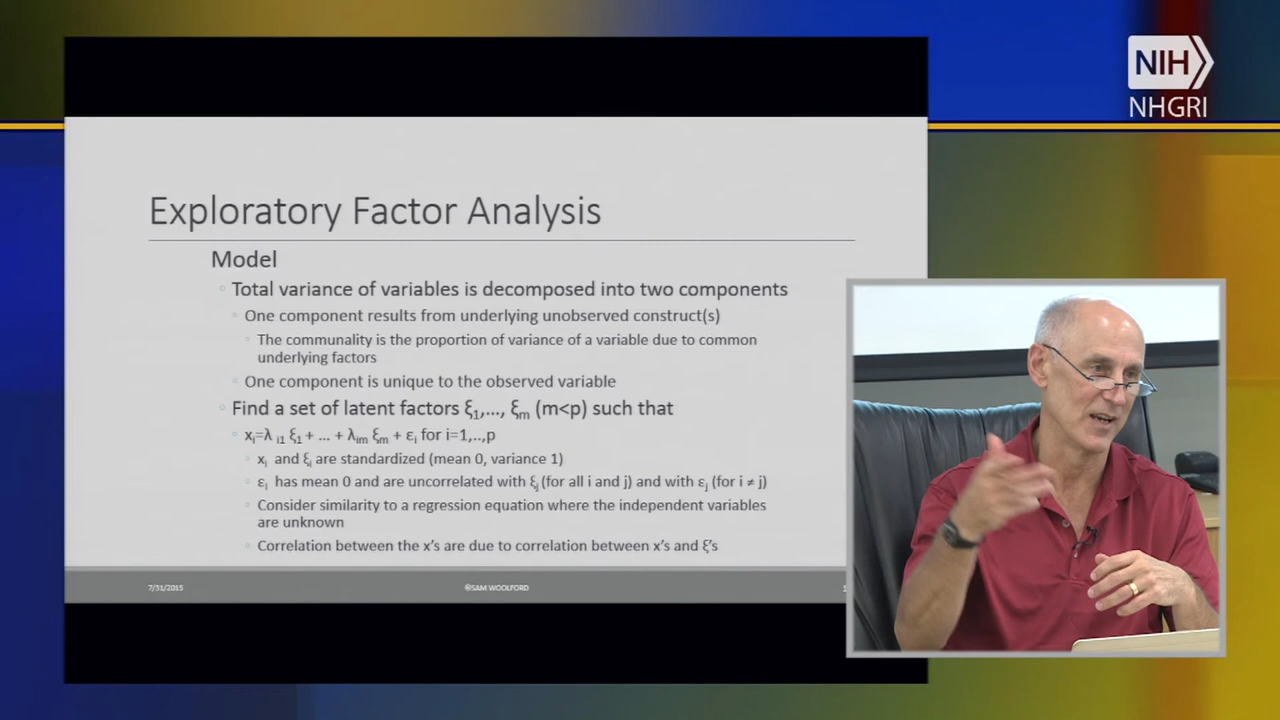 NIH
NHGRI
Exploratory Factor Analysis
Model
◦ Total variance of variables is decomposed into two components
◦ One component results from underlying unobserved construct(s)
◦ The communality is the proportion of variance of a variable due to common
underlying factors
◦ One component is unique to the observed variable
◦ Find a set of latent factors ξ₁,..., ξₘ (m<p) such that
◦ xᵢ=λ ᵢ₁ ξ₁ + ... + λᵢₘ ξₘ + εᵢ for i=1,..,p
◦ xᵢ and ξᵢ are standardized (mean 0, variance 1)
◦ εᵢ has mean 0 and are uncorrelated with ξⱼ (for all i and j) and with εⱼ (for i ≠ j)
◦ Consider similarity to a regression equation where the independent variables
are unknown
◦ Correlation between the x's are due to correlation between x's and ξ's
7/31/2015
©SAM WOOLFORD